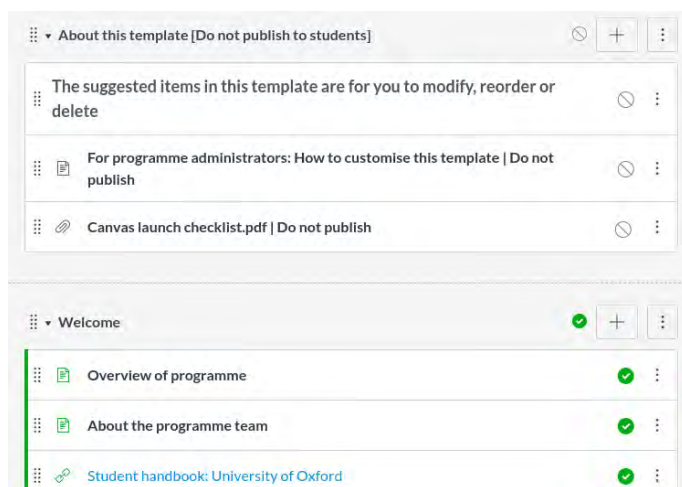 About this template [Do not publish to students]
The suggested items in this template are for you to modify, reorder or
delete
For programme administrators: How to customise this template | Do not
publish
Canvas launch checklist.pdf | Do not publish
Welcome
Overview of programme
About the programme team
Student handbook: University of Oxford